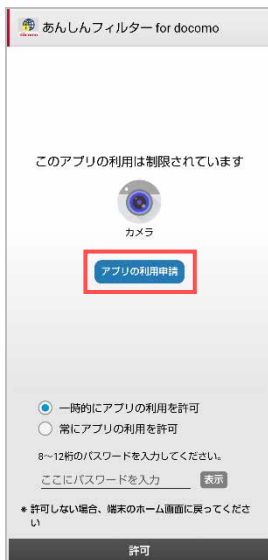 あんしんフィルター for docomo
このアプリの利用は制限されています
カメラ
アプリの利用申請
一時的にアプリの利用を許可
常にアプリの利用を許可
8～12桁のパスワードを入力してください。
ここにパスワードを入力
表示
* 許可しない場合、端末のホーム画面に戻ってくださ
い
許可